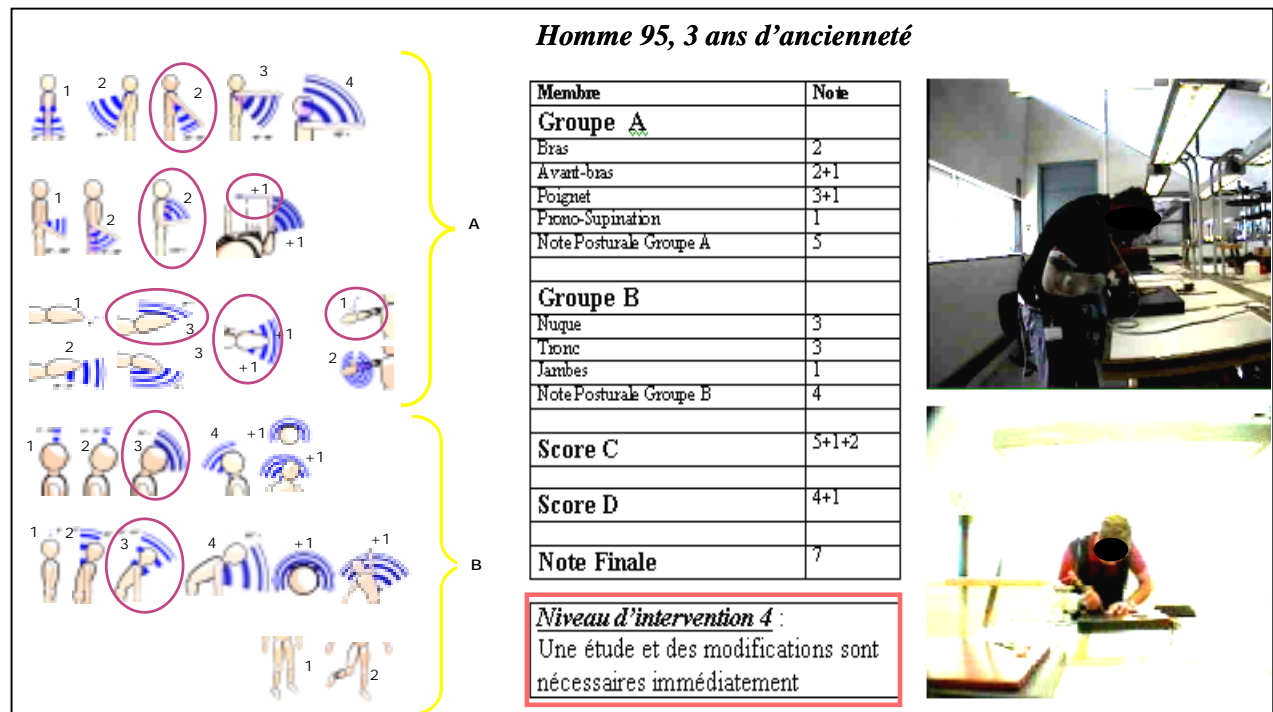 Homme 95, 3 ans d'ancienneté
1
2
2
3
4
1
2
2
+1
+1
1
3
2
3
+1
+1
1
2
A
1
2
3
4
+1
+1
1
2
3
4
+1
+1
1
2
B
Membre Note
Groupe A
Bras 2
Avant-bras 2+1
Poignet 3+1
Prono-Supination 1
Note Posturale Groupe A 5
Groupe B
Nuque 3
Tronc 3
Jambes 1
Note Posturale Groupe B 4
Score C 5+1+2
Score D 4+1
Note Finale 7
Niveau d'intervention 4 :
Une étude et des modifications sont
nécessaires immédiatement